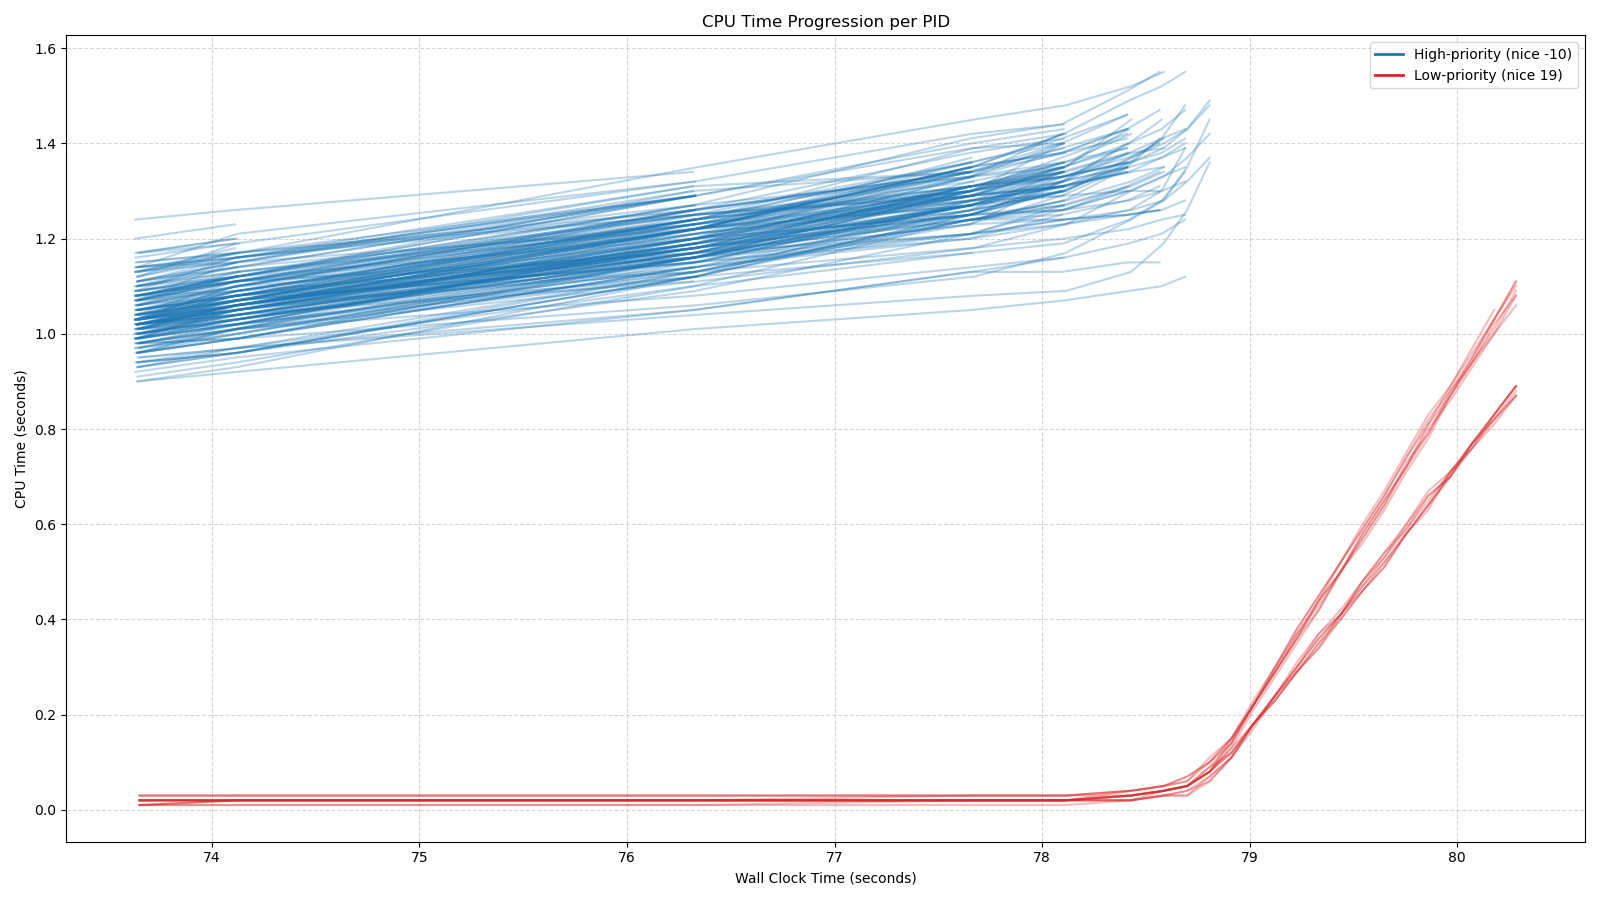 CPU Time Progression per PID
High-priority (nice -10)
Low-priority (nice 19)
CPU Time (seconds)
1.6
1.4
1.2
1.0
0.8
0.6
0.4
0.2
0.0
74 75 76 77 78 79 80
Wall Clock Time (seconds)